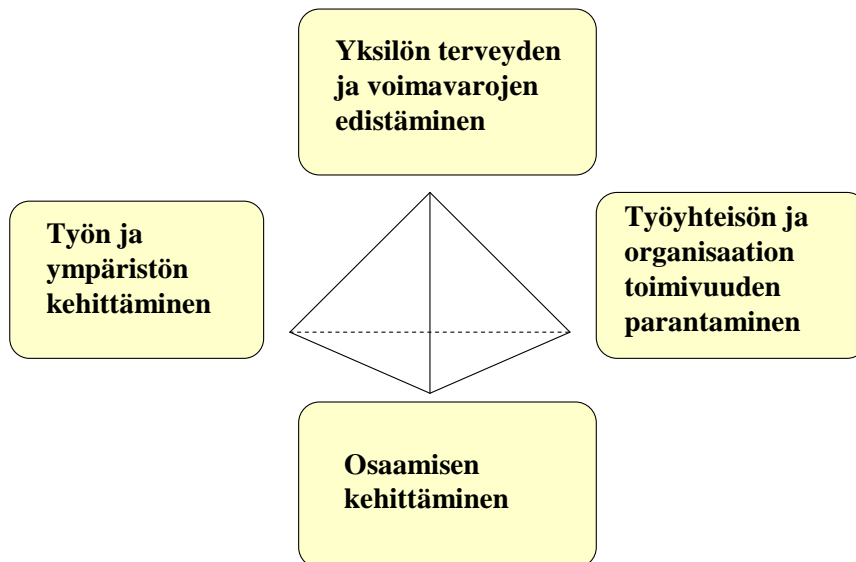 Yksilön terveyden
ja voimavarojen
edistäminen
Työn ja
ympäristön
kehittäminen
Työyhteisön ja
organisaation
toimivuuden
parantaminen
Osaamisen
kehittäminen